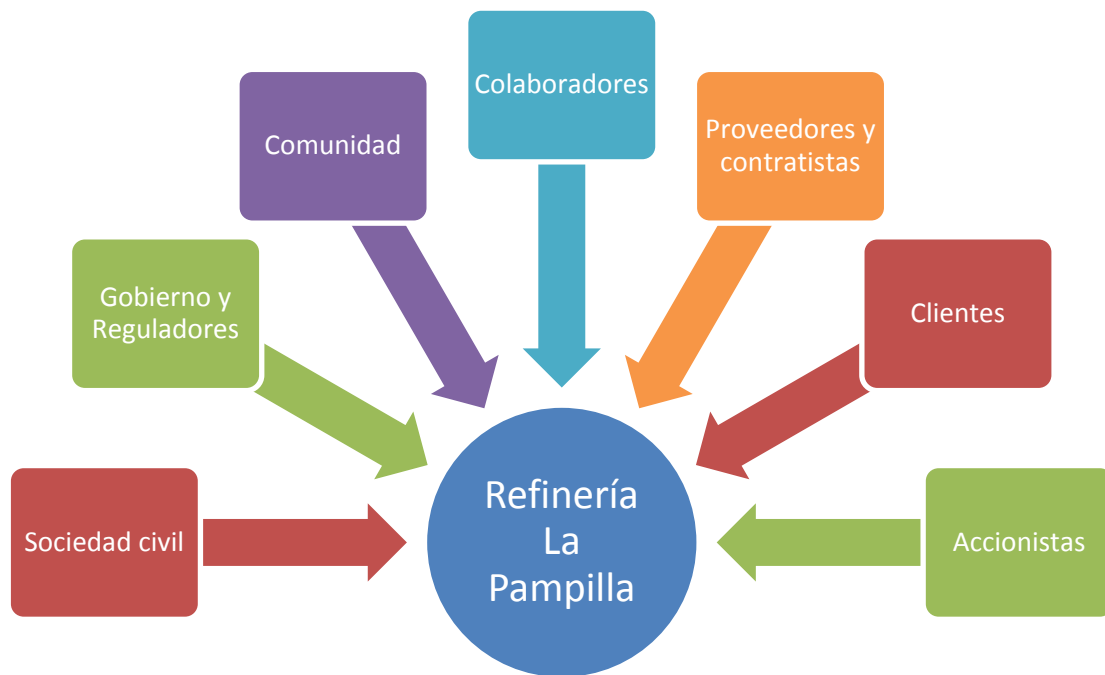 Colaboradores
Comunidad
Proveedores y
contratistas
Gobierno y
Reguladores
Clientes
Sociedad civil
Refinería
La
Pampilla
Accionistas